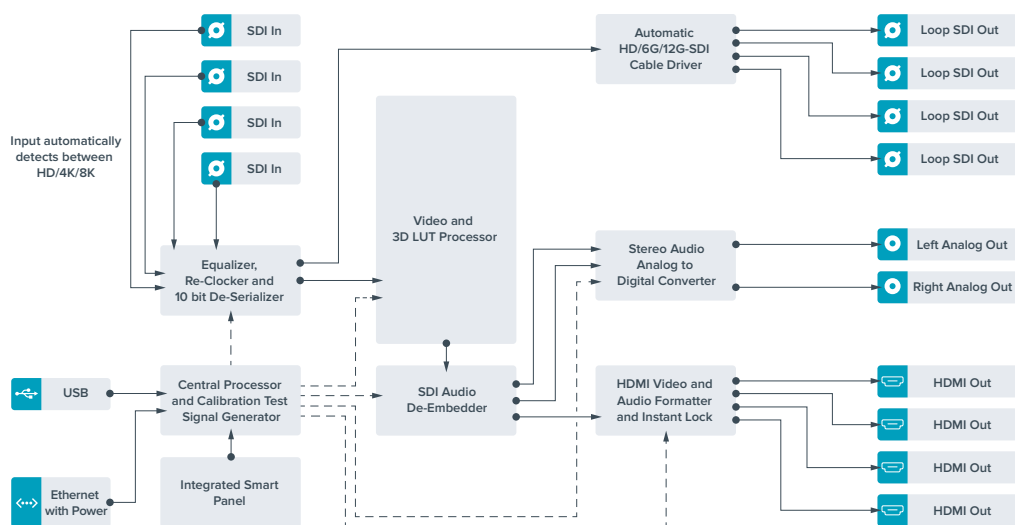 SDI In
SDI In
SDI In
SDI In
Input automatically
detects between
HD/4K/8K
Equalizer,
Re-Clocker and
10 bit De-Serializer
Video and
3D LUT Processor
Automatic
HD/6G/12G-SDI
Cable Driver
Loop SDI Out
Loop SDI Out
Loop SDI Out
Loop SDI Out
Stereo Audio
Analog to
Digital Converter
Left Analog Out
Right Analog Out
USB
Central Processor
and Calibration Test
Signal Generator
SDI Audio
De-Embedder
HDMI Video and
Audio Formatter
and Instant Lock
HDMI Out
HDMI Out
HDMI Out
HDMI Out
Ethernet
with Power
Integrated Smart
Panel